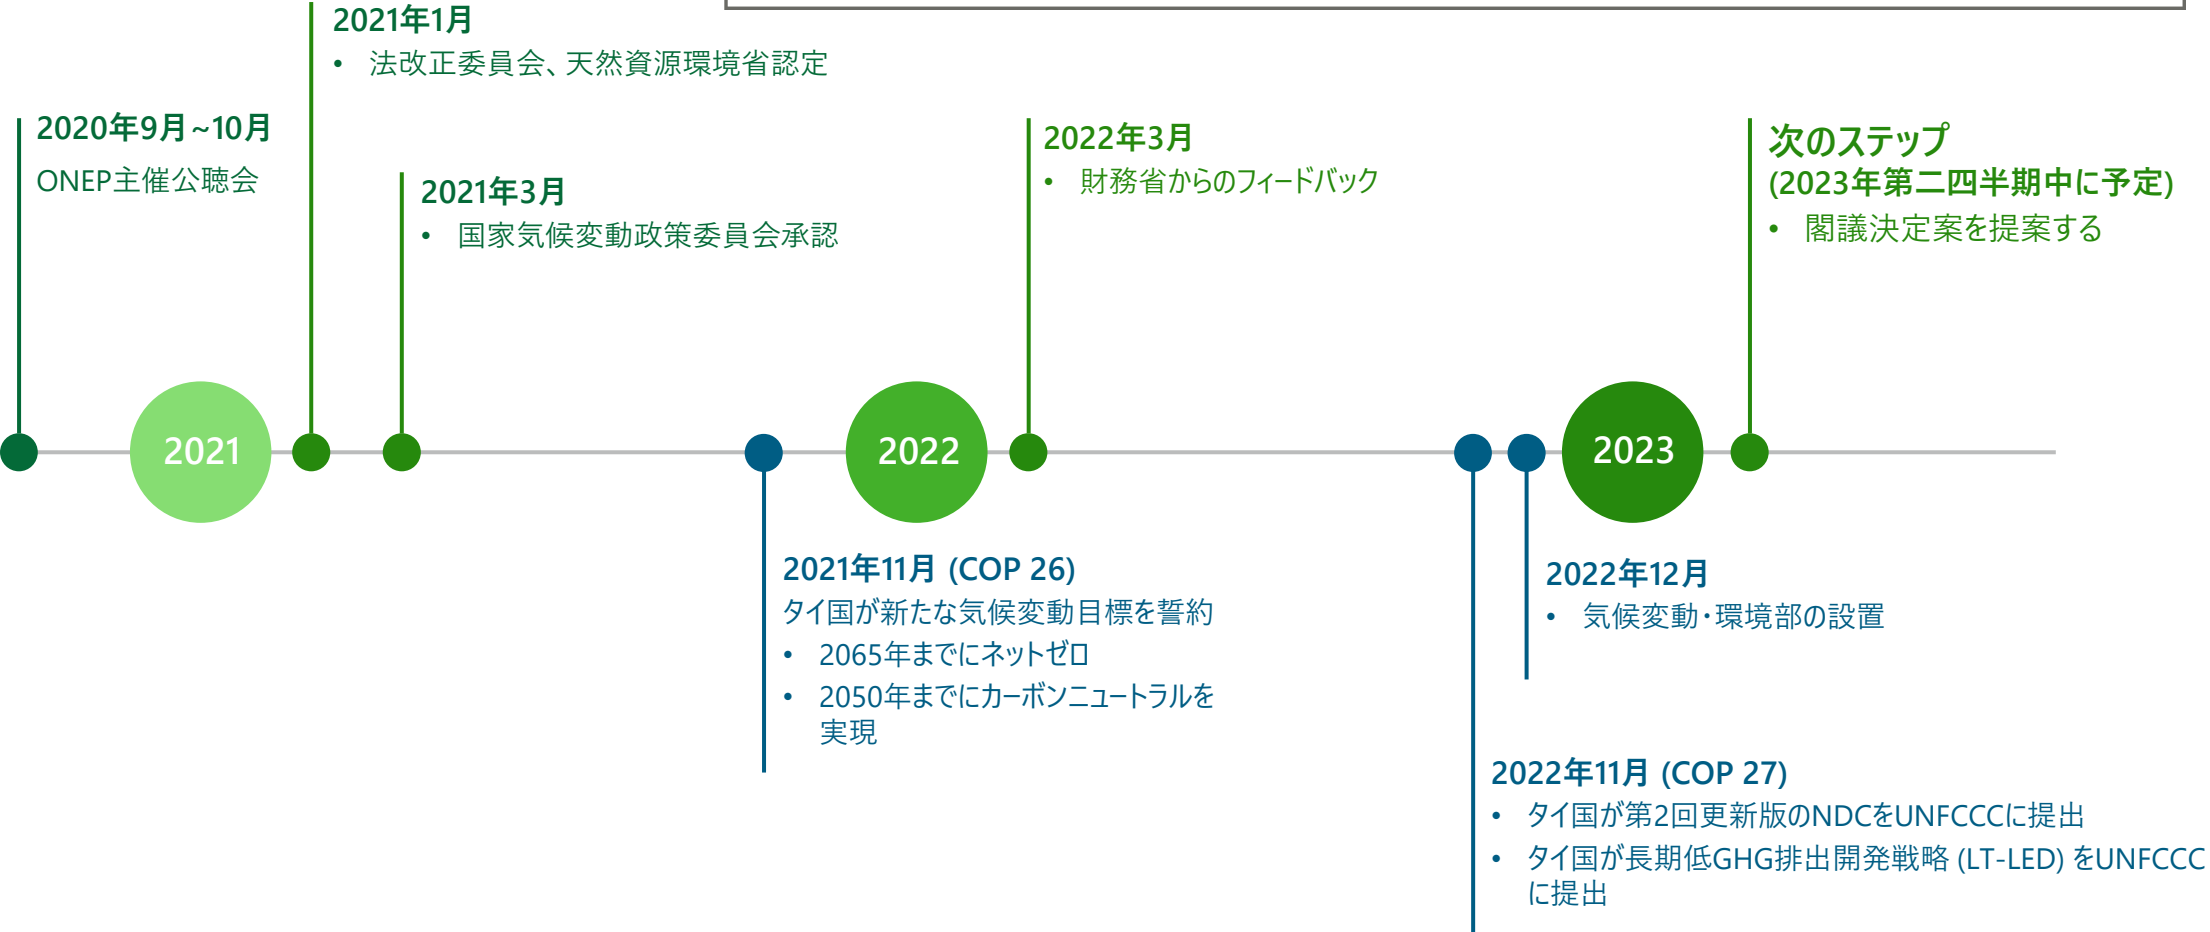 2021年1月
• 法改正委員会、天然資源環境省認定
2020年9月~10月
ONEP主催公聴会
2021年3月
• 国家気候変動政策委員会承認
2022年3月
• 財務省からのフィードバック
次のステップ
(2023年第二四半期中に予定)
• 閣議決定案を提案する
2021
2022
2023
2021年11月 (COP 26)
タイ国が新たな気候変動目標を誓約
• 2065年までにネットゼロ
• 2050年までにカーボンニュートラルを
実現
2022年12月
• 気候変動・環境部の設置
2022年11月 (COP 27)
• タイ国が第2回更新版のNDCをUNFCCCに提出
• タイ国が長期低GHG排出開発戦略 (LT-LED) をUNFCCC
に提出